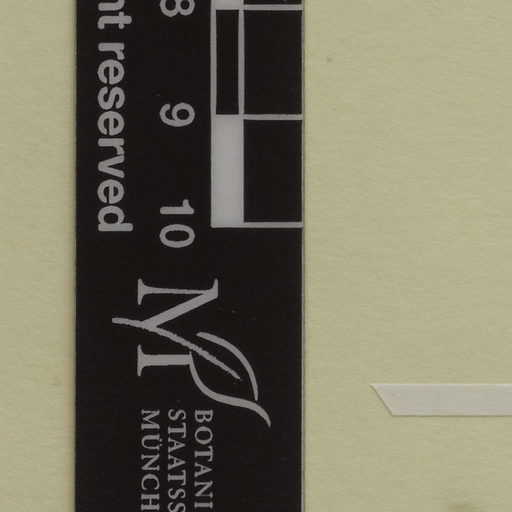 nt reserved
8
9
10
M
BOTANI
STAATSS
MÜNCH